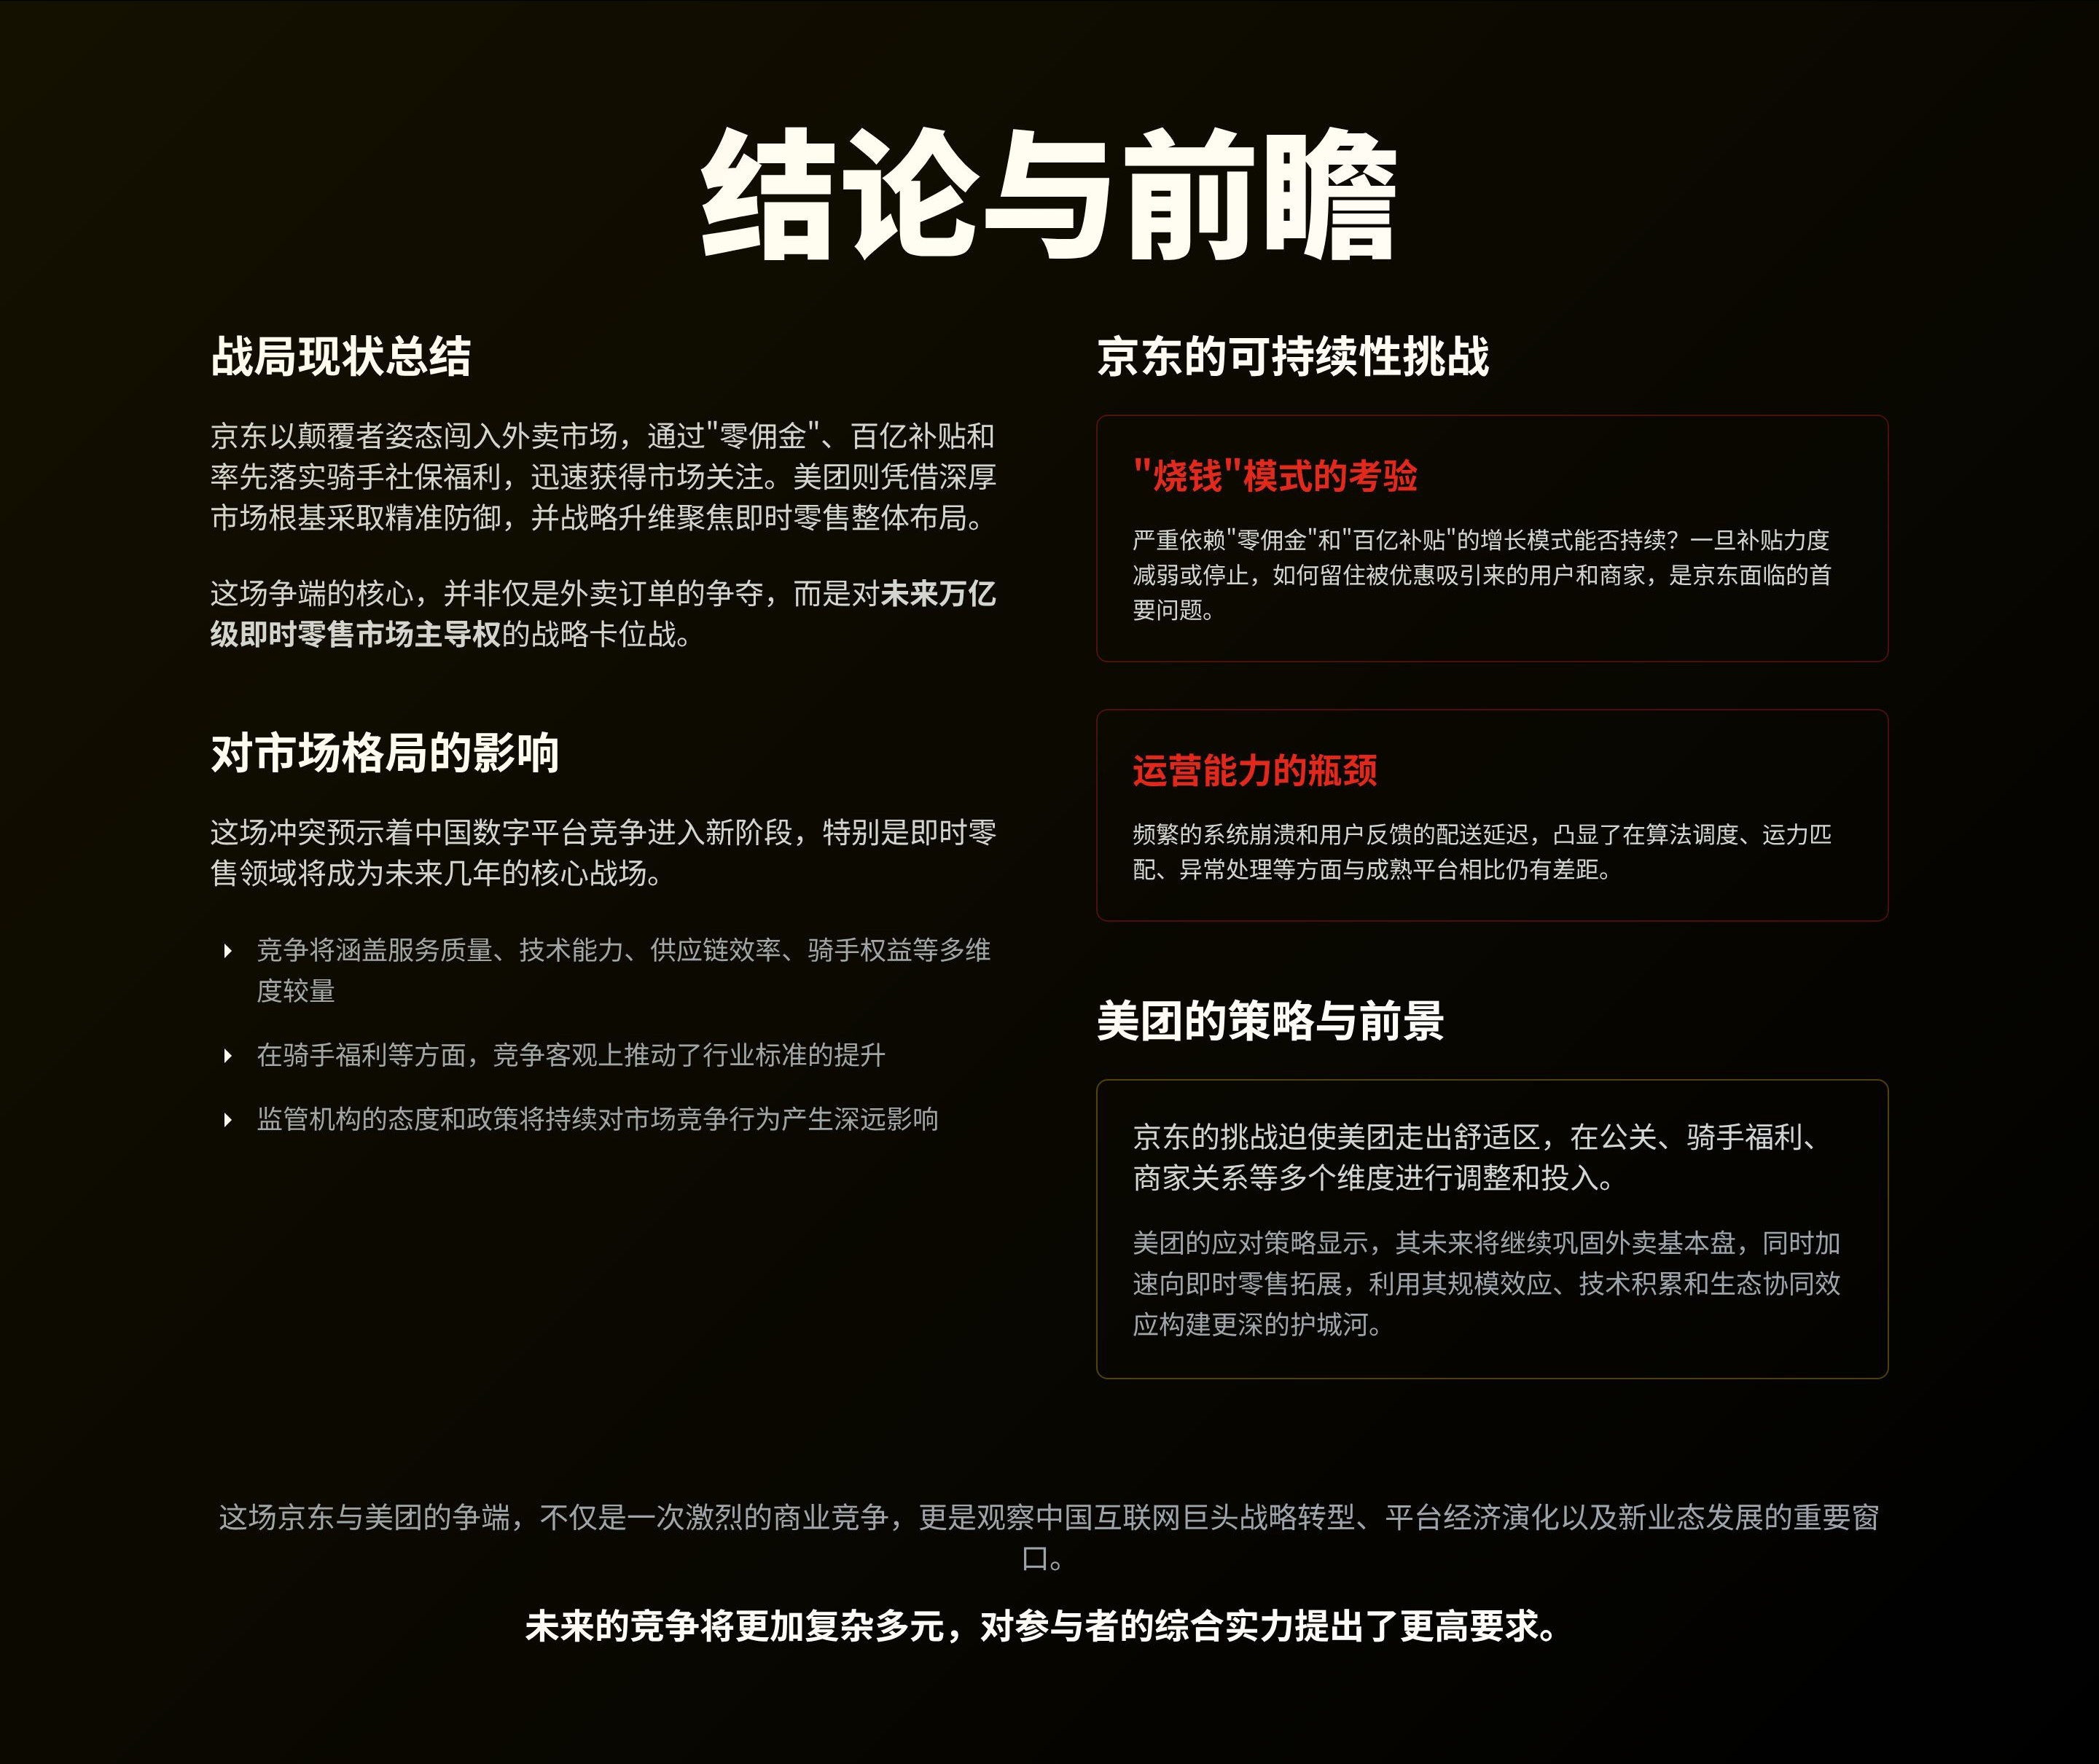 结论与前瞻
战局现状总结
京东以颠覆者姿态闯入外卖市场，通过"零佣金"、百亿补贴和
率先落实骑手社保福利，迅速获得市场关注。美团则凭借深厚
市场根基采取精准防御，并战略升维聚焦即时零售整体布局。
这场争端的核心，并非仅是外卖订单的争夺，而是对未来万亿
级即时零售市场主导权的战略卡位战。
对市场格局的影响
这场冲突预示着中国数字平台竞争进入新阶段，特别是即时零
售领域将成为未来几年的核心战场。
竞争将涵盖服务质量、技术能力、供应链效率、骑手权益等多维
度较量
在骑手福利等方面，竞争客观上推动了行业标准的提升
监管机构的态度和政策将持续对市场竞争行为产生深远影响
京东的可持续性挑战
"烧钱"模式的考验
严重依赖"零佣金"和"百亿补贴"的增长模式能否持续？一旦补贴力度
减弱或停止，如何留住被优惠吸引来的用户和商家，是京东面临的首
要问题。
运营能力的瓶颈
频繁的系统崩溃和用户反馈的配送延迟，凸显了在算法调度、运力匹
配、异常处理等方面与成熟平台相比仍有差距。
美团的策略与前景
京东的挑战迫使美团走出舒适区，在公关、骑手福利、
商家关系等多个维度进行调整和投入。
美团的应对策略显示，其未来将继续巩固外卖基本盘，同时加
速向即时零售拓展，利用其规模效应、技术积累和生态协同效
应构建更深的护城河。
这场京东与美团的争端，不仅是一次激烈的商业竞争，更是观察中国互联网巨头战略转型、平台经济演化以及新业态发展的重要窗
口。
未来的竞争将更加复杂多元，对参与者的综合实力提出了更高要求。